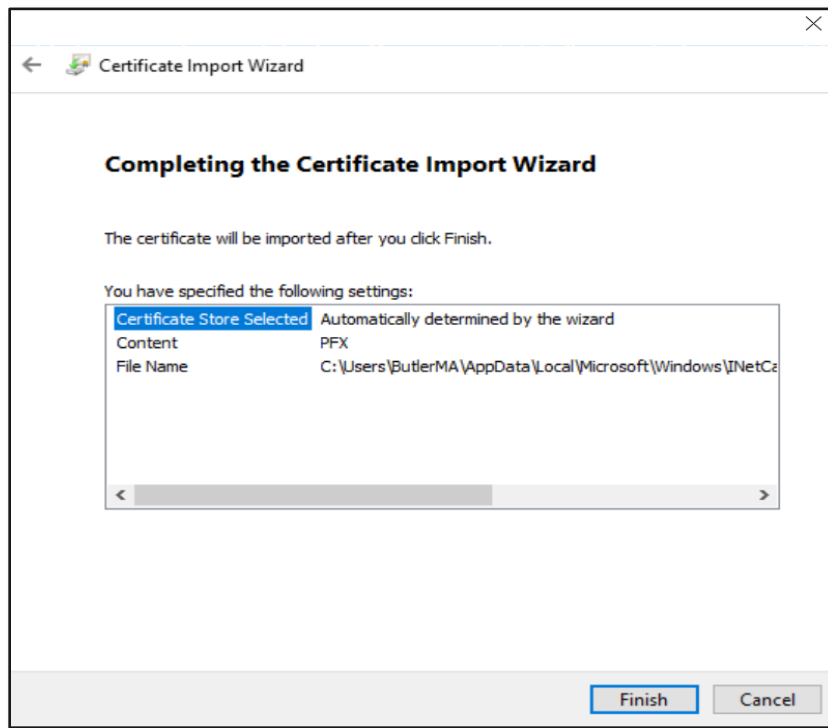 Certificate Import Wizard
Completing the Certificate Import Wizard
The certificate will be imported after you click Finish.
You have specified the following settings:
Certificate Store Selected Automatically determined by the wizard
Content PFX
File Name C:\Users\ButlerMA\AppData\Local\Microsoft\Windows\INetCa
Finish Cancel